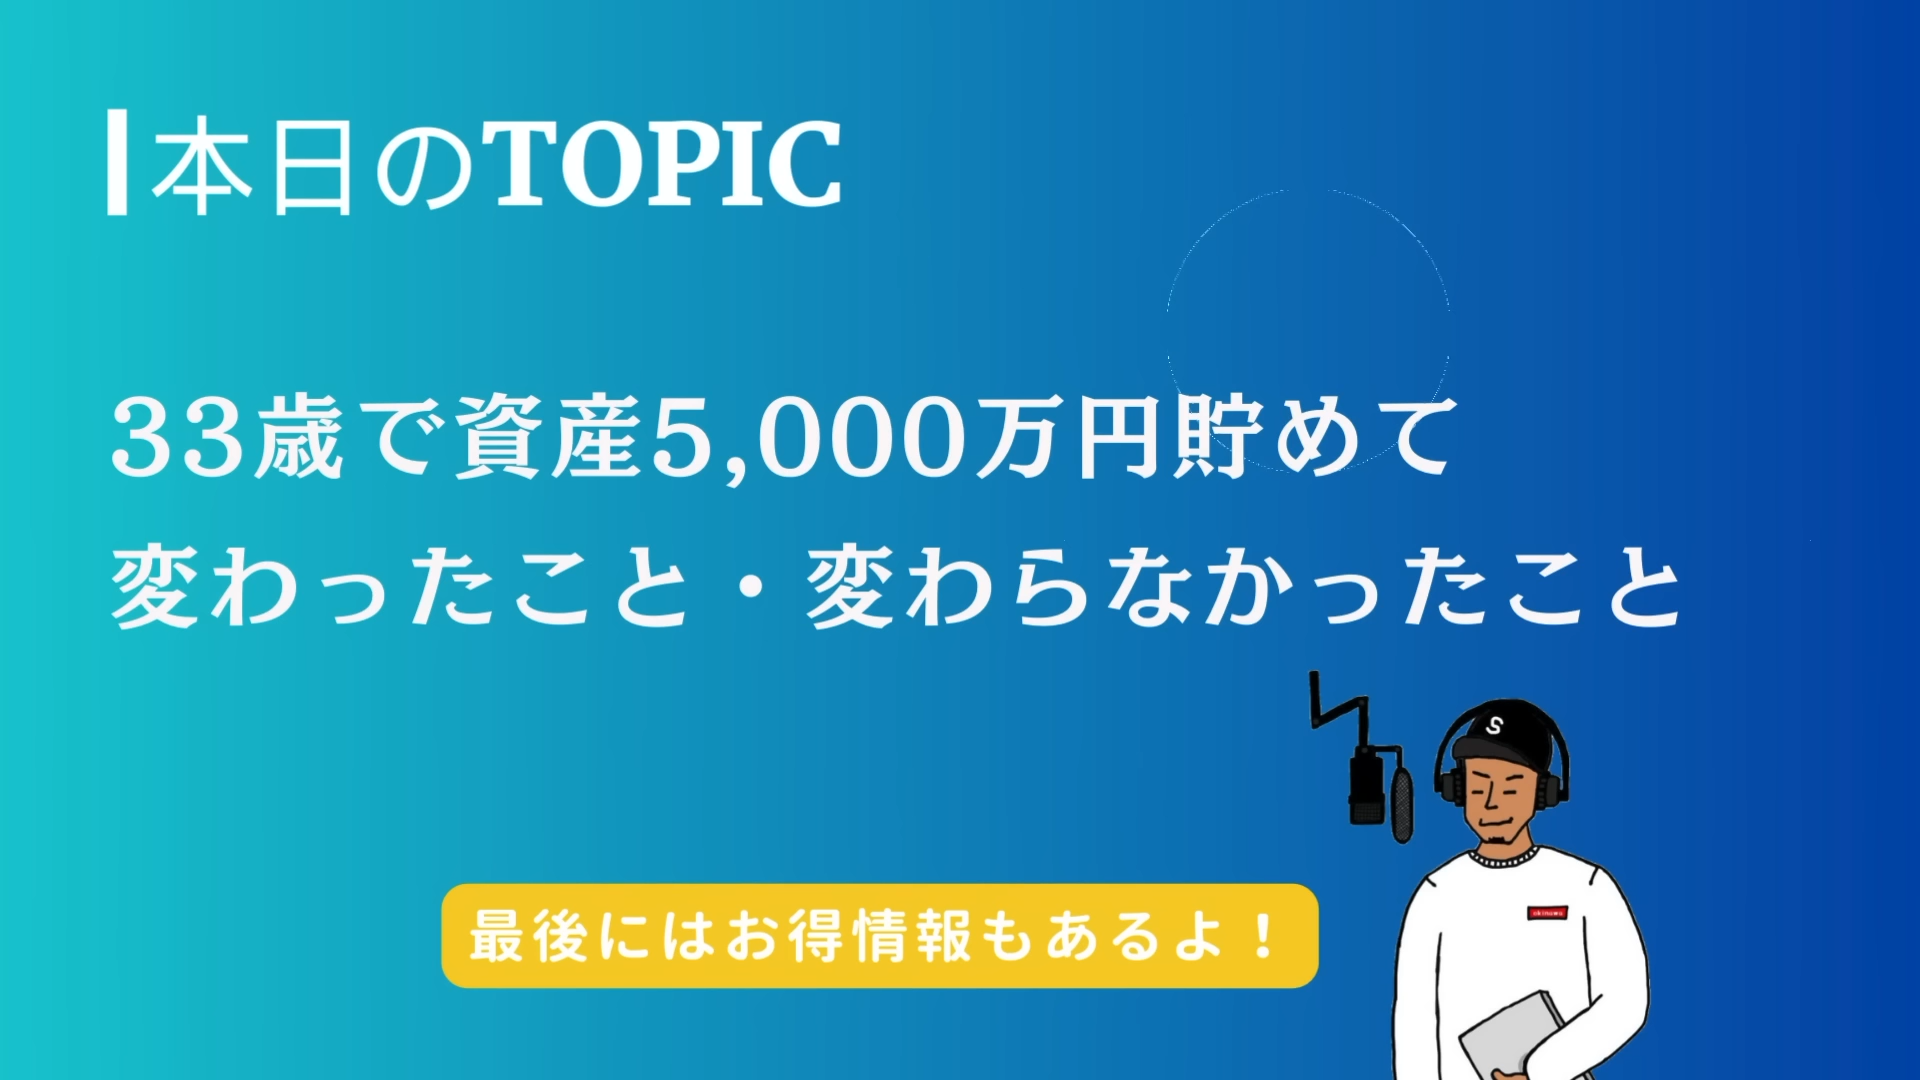 本日のTOPIC
33歳で資産5,000万円貯めて
変わったこと・変わらなかったこと
S
okinawa
最後にはお得情報もあるよ！